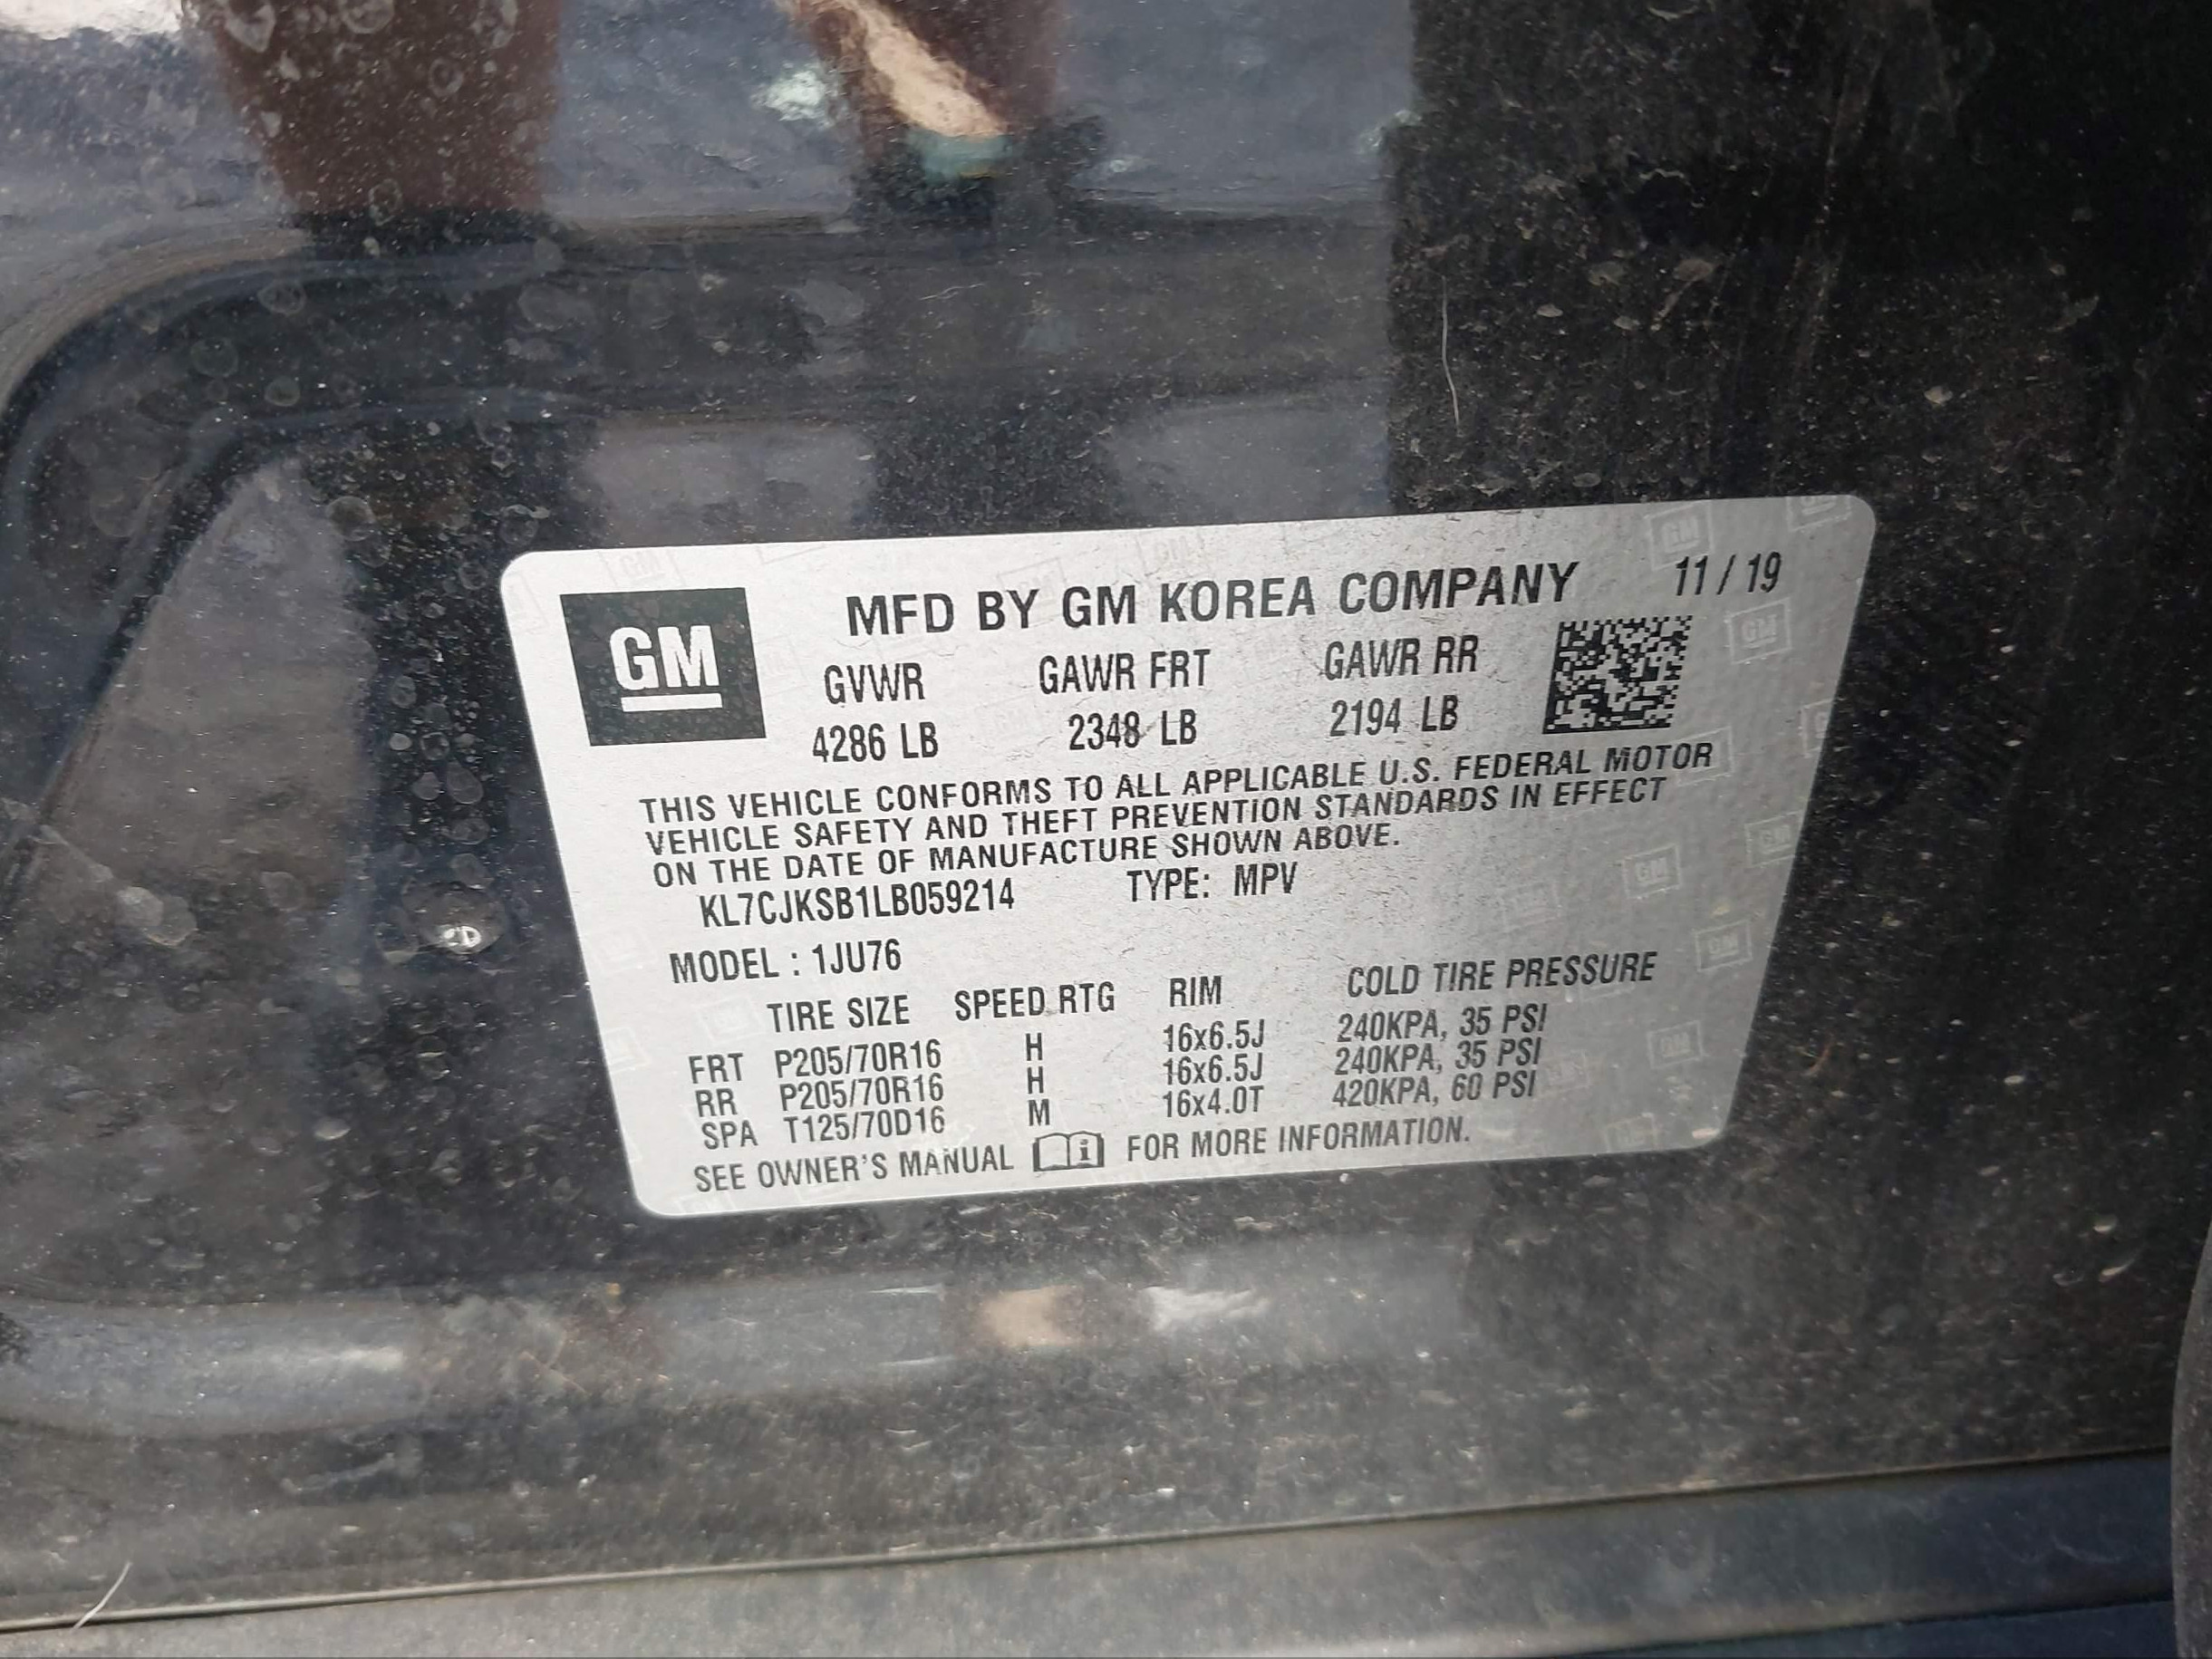 GM
MFD BY GM KOREA COMPANY 11 / 19
GVWR GAWR FRT GAWR RR
4286 LB 2348 LB 2194 LB
THIS VEHICLE CONFORMS TO ALL APPLICABLE U.S. FEDERAL MOTOR
VEHICLE SAFETY AND THEFT PREVENTION STANDARDS IN EFFECT
ON THE DATE OF MANUFACTURE SHOWN ABOVE.
KL7CJKSB1LB059214 TYPE: MPV
MODEL : 1JU76
TIRE SIZE SPEED RTG RIM COLD TIRE PRESSURE
FRT P205/70R16 H 16x6.5J 240KPA, 35 PSI
RR P205/70R16 H 16x6.5J 240KPA, 35 PSI
SPA T125/70D16 M 16x4.0T 420KPA, 60 PSI
SEE OWNER'S MANUAL FOR MORE INFORMATION.